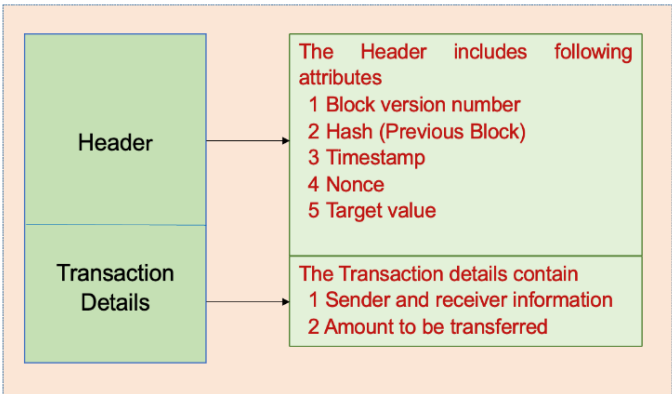 Header
The Header includes following
attributes
1 Block version number
2 Hash (Previous Block)
3 Timestamp
4 Nonce
5 Target value
Transaction
Details
The Transaction details contain
1 Sender and receiver information
2 Amount to be transferred